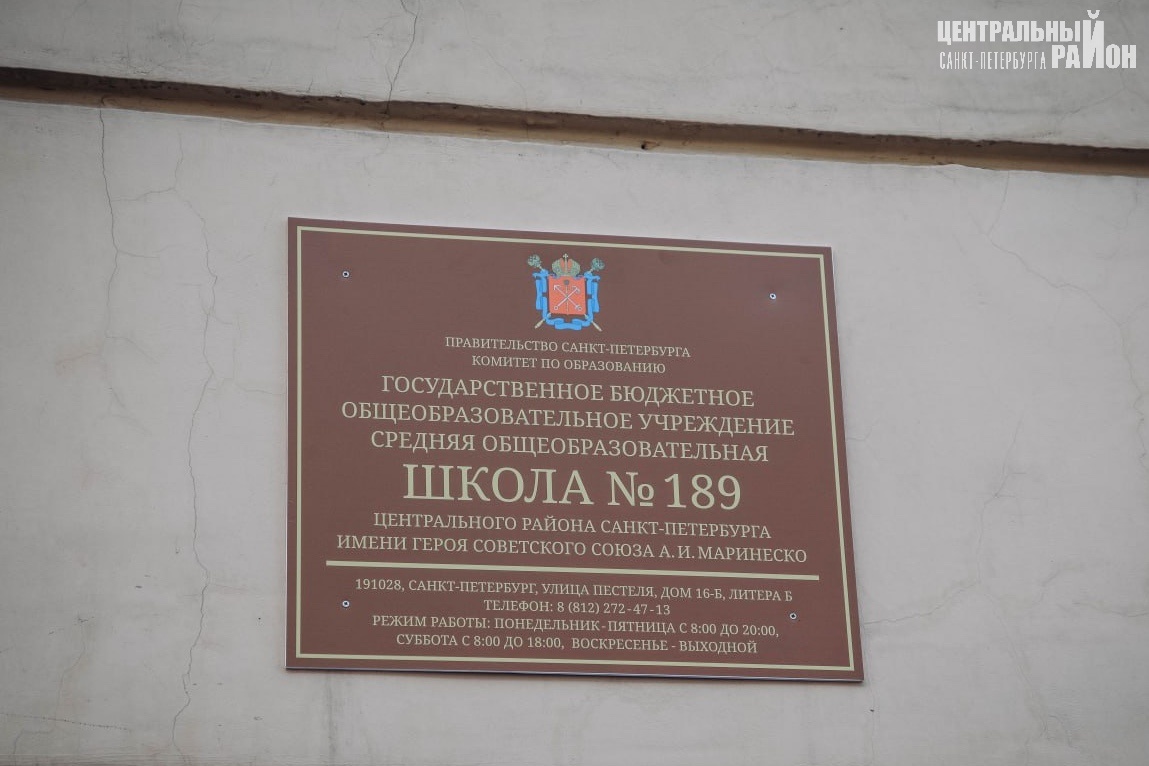 ЦЕНТРАЛЬНЫЙ
САНКТ-ПЕТЕРБУРГА РАЙОН
ПРАВИТЕЛЬСТВО САНКТ-ПЕТЕРБУРГА
КОМИТЕТ ПО ОБРАЗОВАНИЮ
ГОСУДАРСТВЕННОЕ БЮДЖЕТНОЕ
ОБЩЕОБРАЗОВАТЕЛЬНОЕ УЧРЕЖДЕНИЕ
СРЕДНЯЯ ОБЩЕОБРАЗОВАТЕЛЬНАЯ
ШКОЛА № 189
ЦЕНТРАЛЬНОГО РАЙОНА САНКТ-ПЕТЕРБУРГА
ИМЕНИ ГЕРОЯ СОВЕТСКОГО СОЮЗА А. И. МАРИНЕСКО
191028, САНКТ-ПЕТЕРБУРГ, УЛИЦА ПЕСТЕЛЯ, ДОМ 16-Б, ЛИТЕРА Б
ТЕЛЕФОН: 8 (812) 272-47-13
РЕЖИМ РАБОТЫ: ПОНЕДЕЛЬНИК - ПЯТНИЦА С 8:00 ДО 20:00,
СУББОТА С 8:00 ДО 18:00, ВОСКРЕСЕНЬЕ - ВЫХОДНОЙ